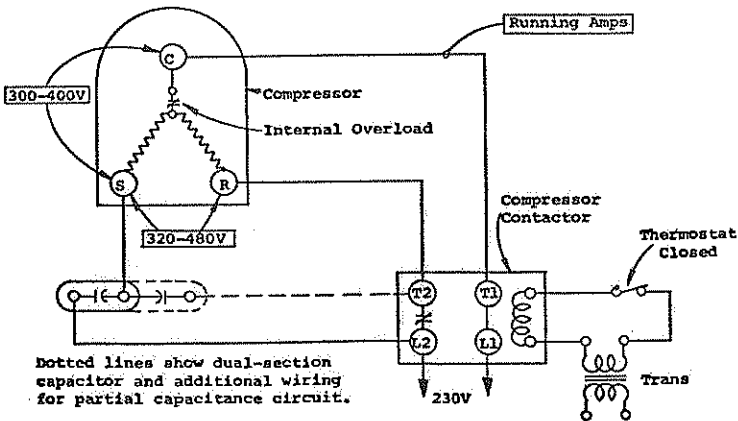 Running Amps
C
300-400V
Compressor
Internal Overload
S
R
320-480V
Compressor
Contactor
Thermostat
Closed
T2
T1
L2
L1
Trans
230V
Dotted lines show dual-section
capacitor and additional wiring
for partial capacitance circuit.